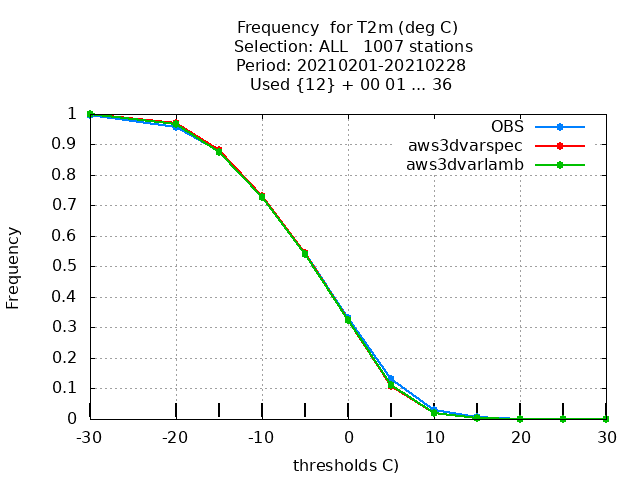 Frequency  for T2m (deg C)
Selection: ALL   1007 stations
Period: 20210201-20210228
Used {12} + 00 01 ... 36
OBS
aws3dvarspec
aws3dvarlamb
1
0.9
0.8
0.7
0.6
0.5
0.4
0.3
0.2
0.1
0
Frequency
-30
-20
-10
0
10
20
30
thresholds C)